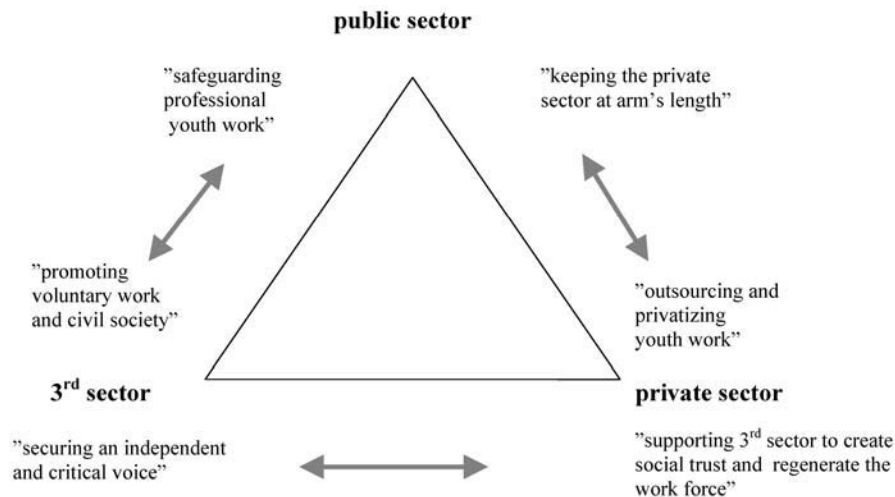 public sector
”safeguarding
professional
youth work”
”keeping the private
sector at arm’s length”
”promoting
voluntary work
and civil society”
”outsourcing and
privatizing
youth work”
3rd sector
private sector
”securing an independent
and critical voice”
”supporting 3rd sector to create
social trust and regenerate the
work force”